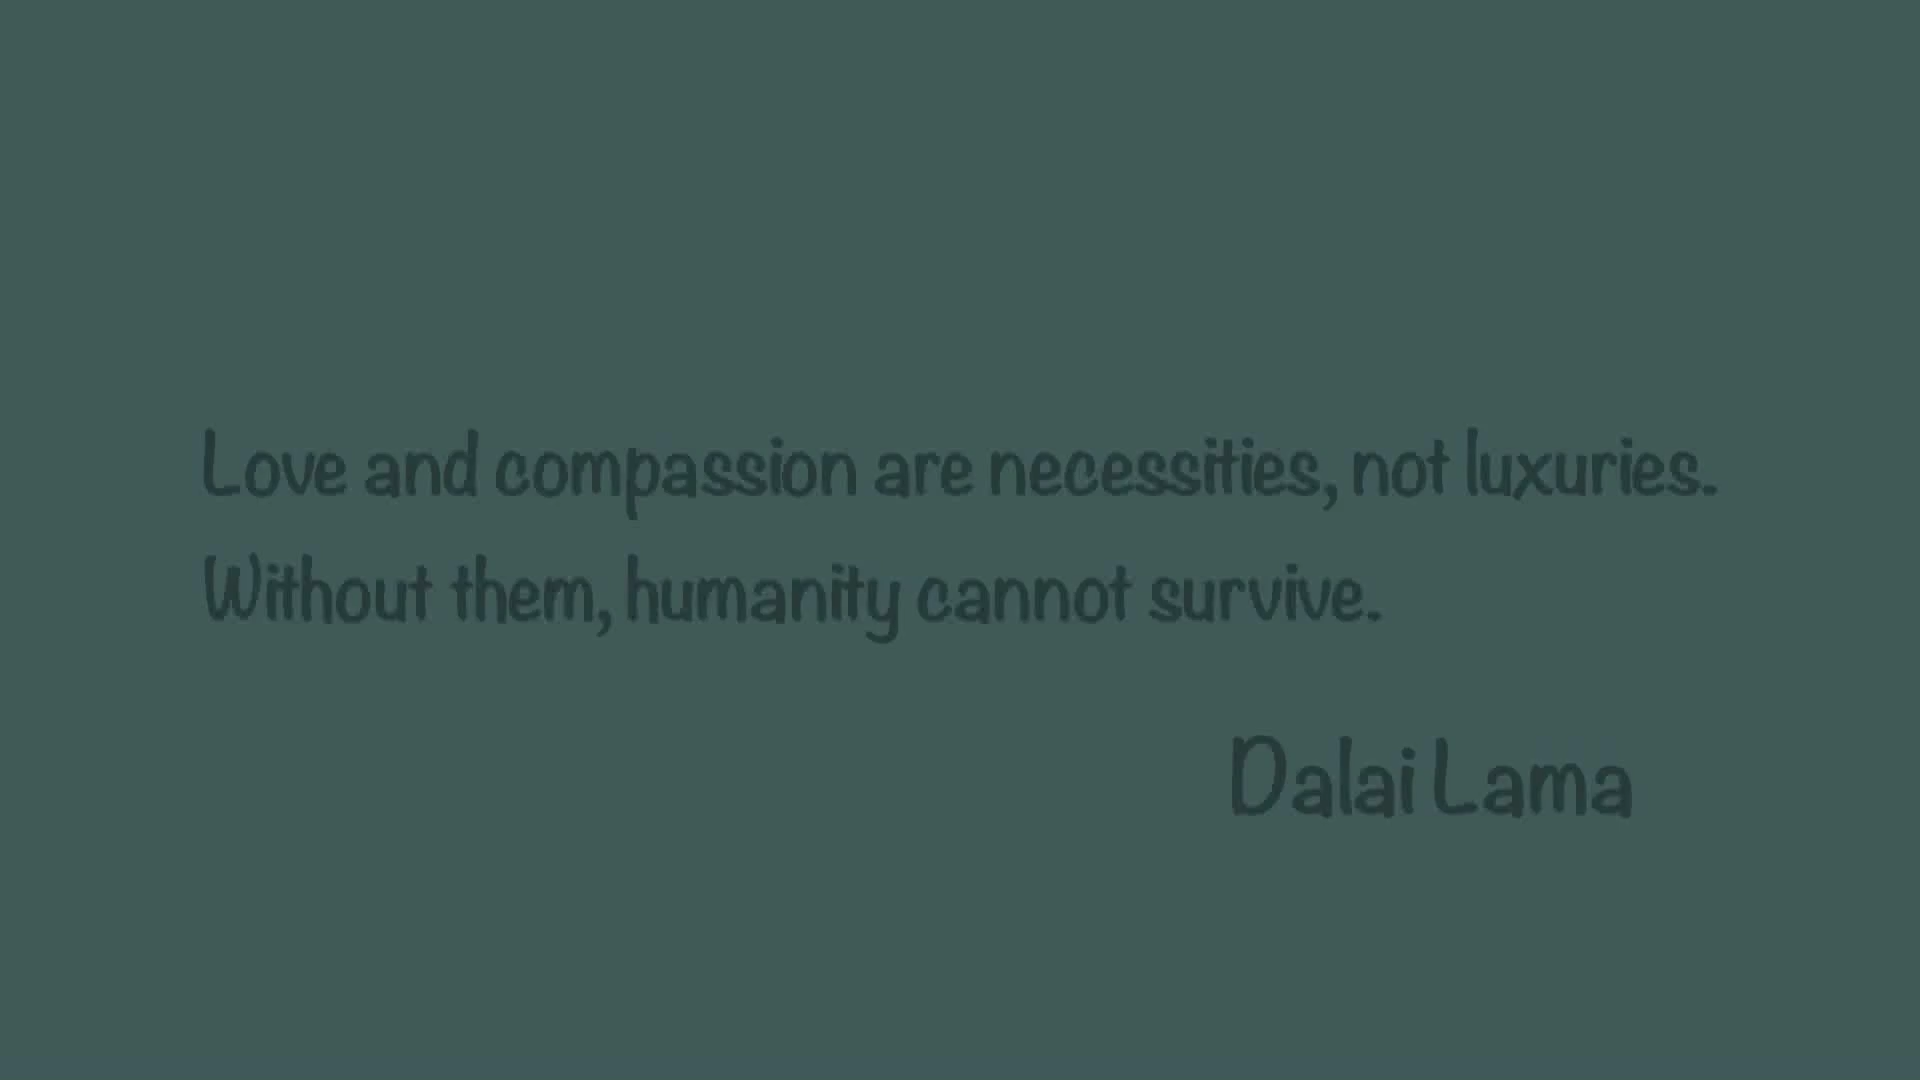 Love and compassion are necessities, not luxuries.
Without them, humanity cannot survive.
Dalai Lama